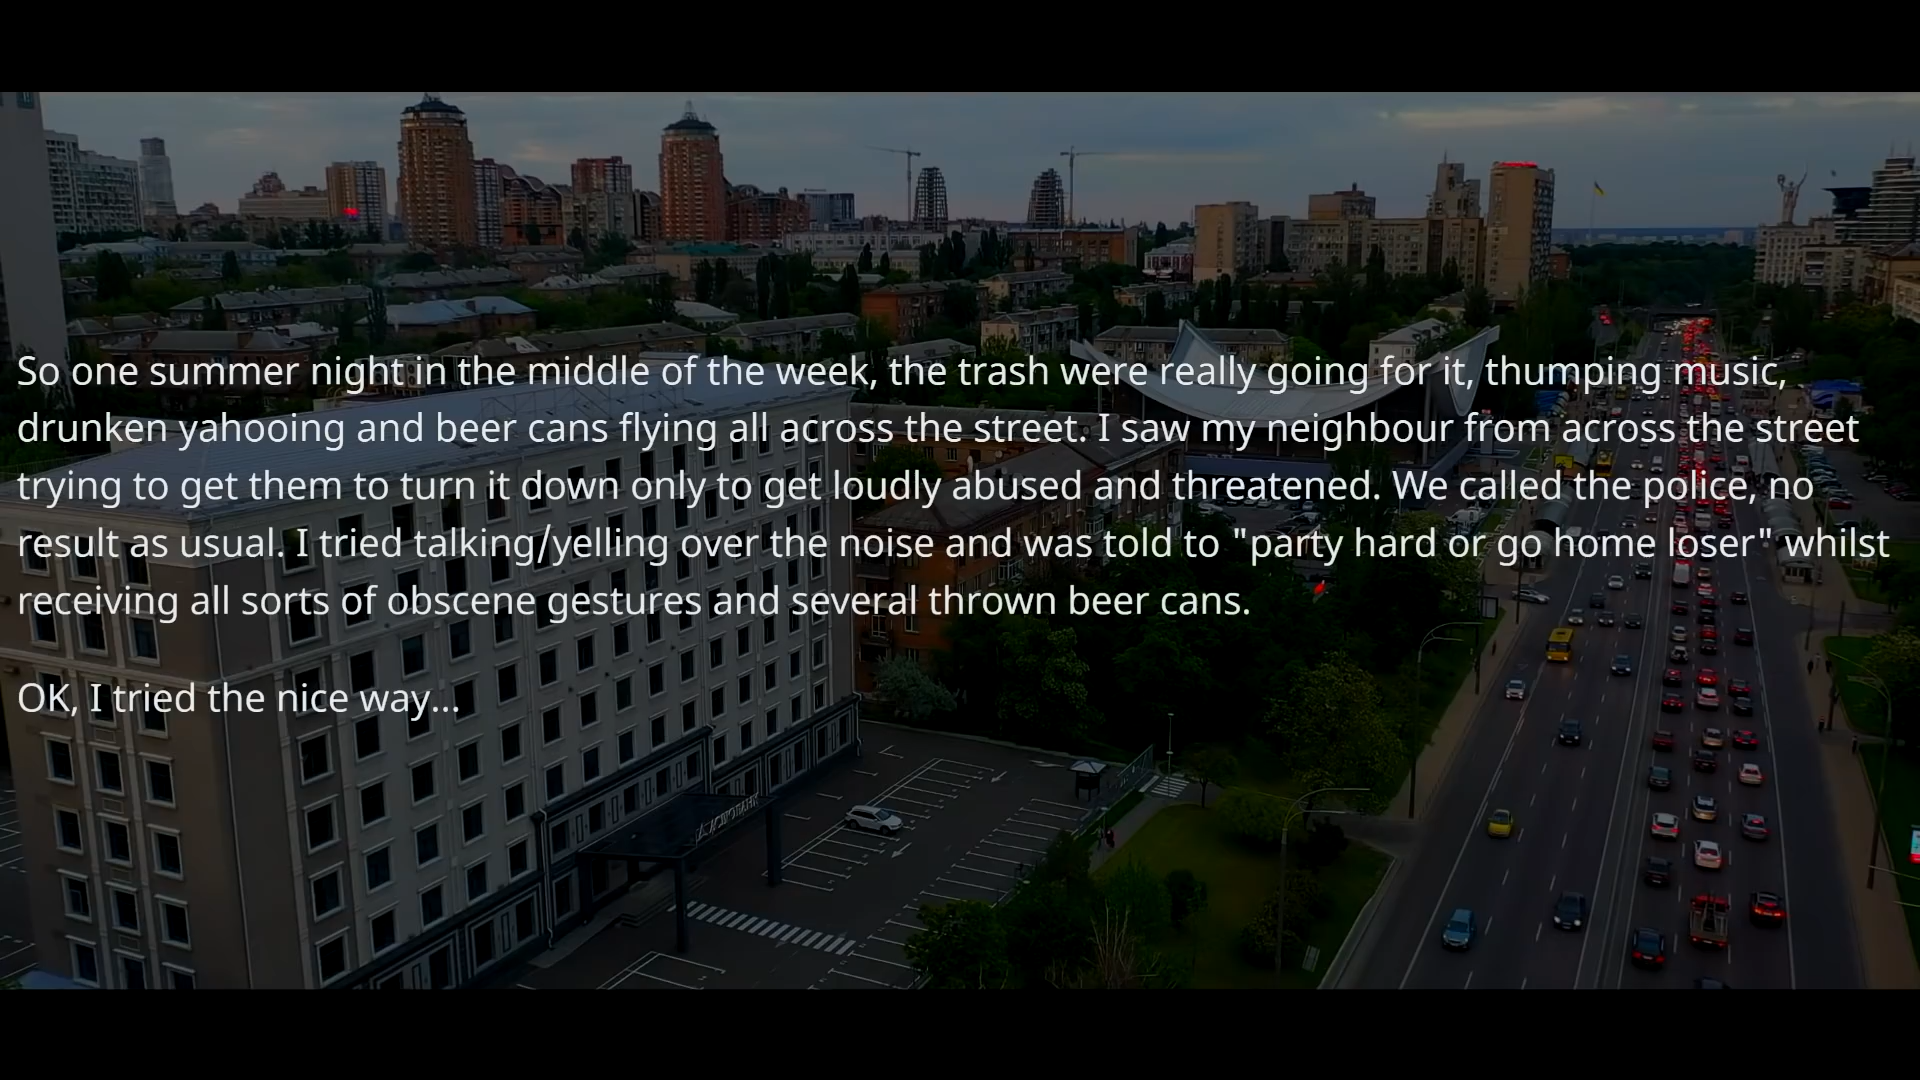 So one summer night in the middle of the week, the trash were really going for it, thumping music,
drunken yahooing and beer cans flying all across the street. I saw my neighbour from across the street
trying to get them to turn it down only to get loudly abused and threatened. We called the police, no
result as usual. I tried talking/yelling over the noise and was told to "party hard or go home loser" whilst
receiving all sorts of obscene gestures and several thrown beer cans.
OK, I tried the nice way...